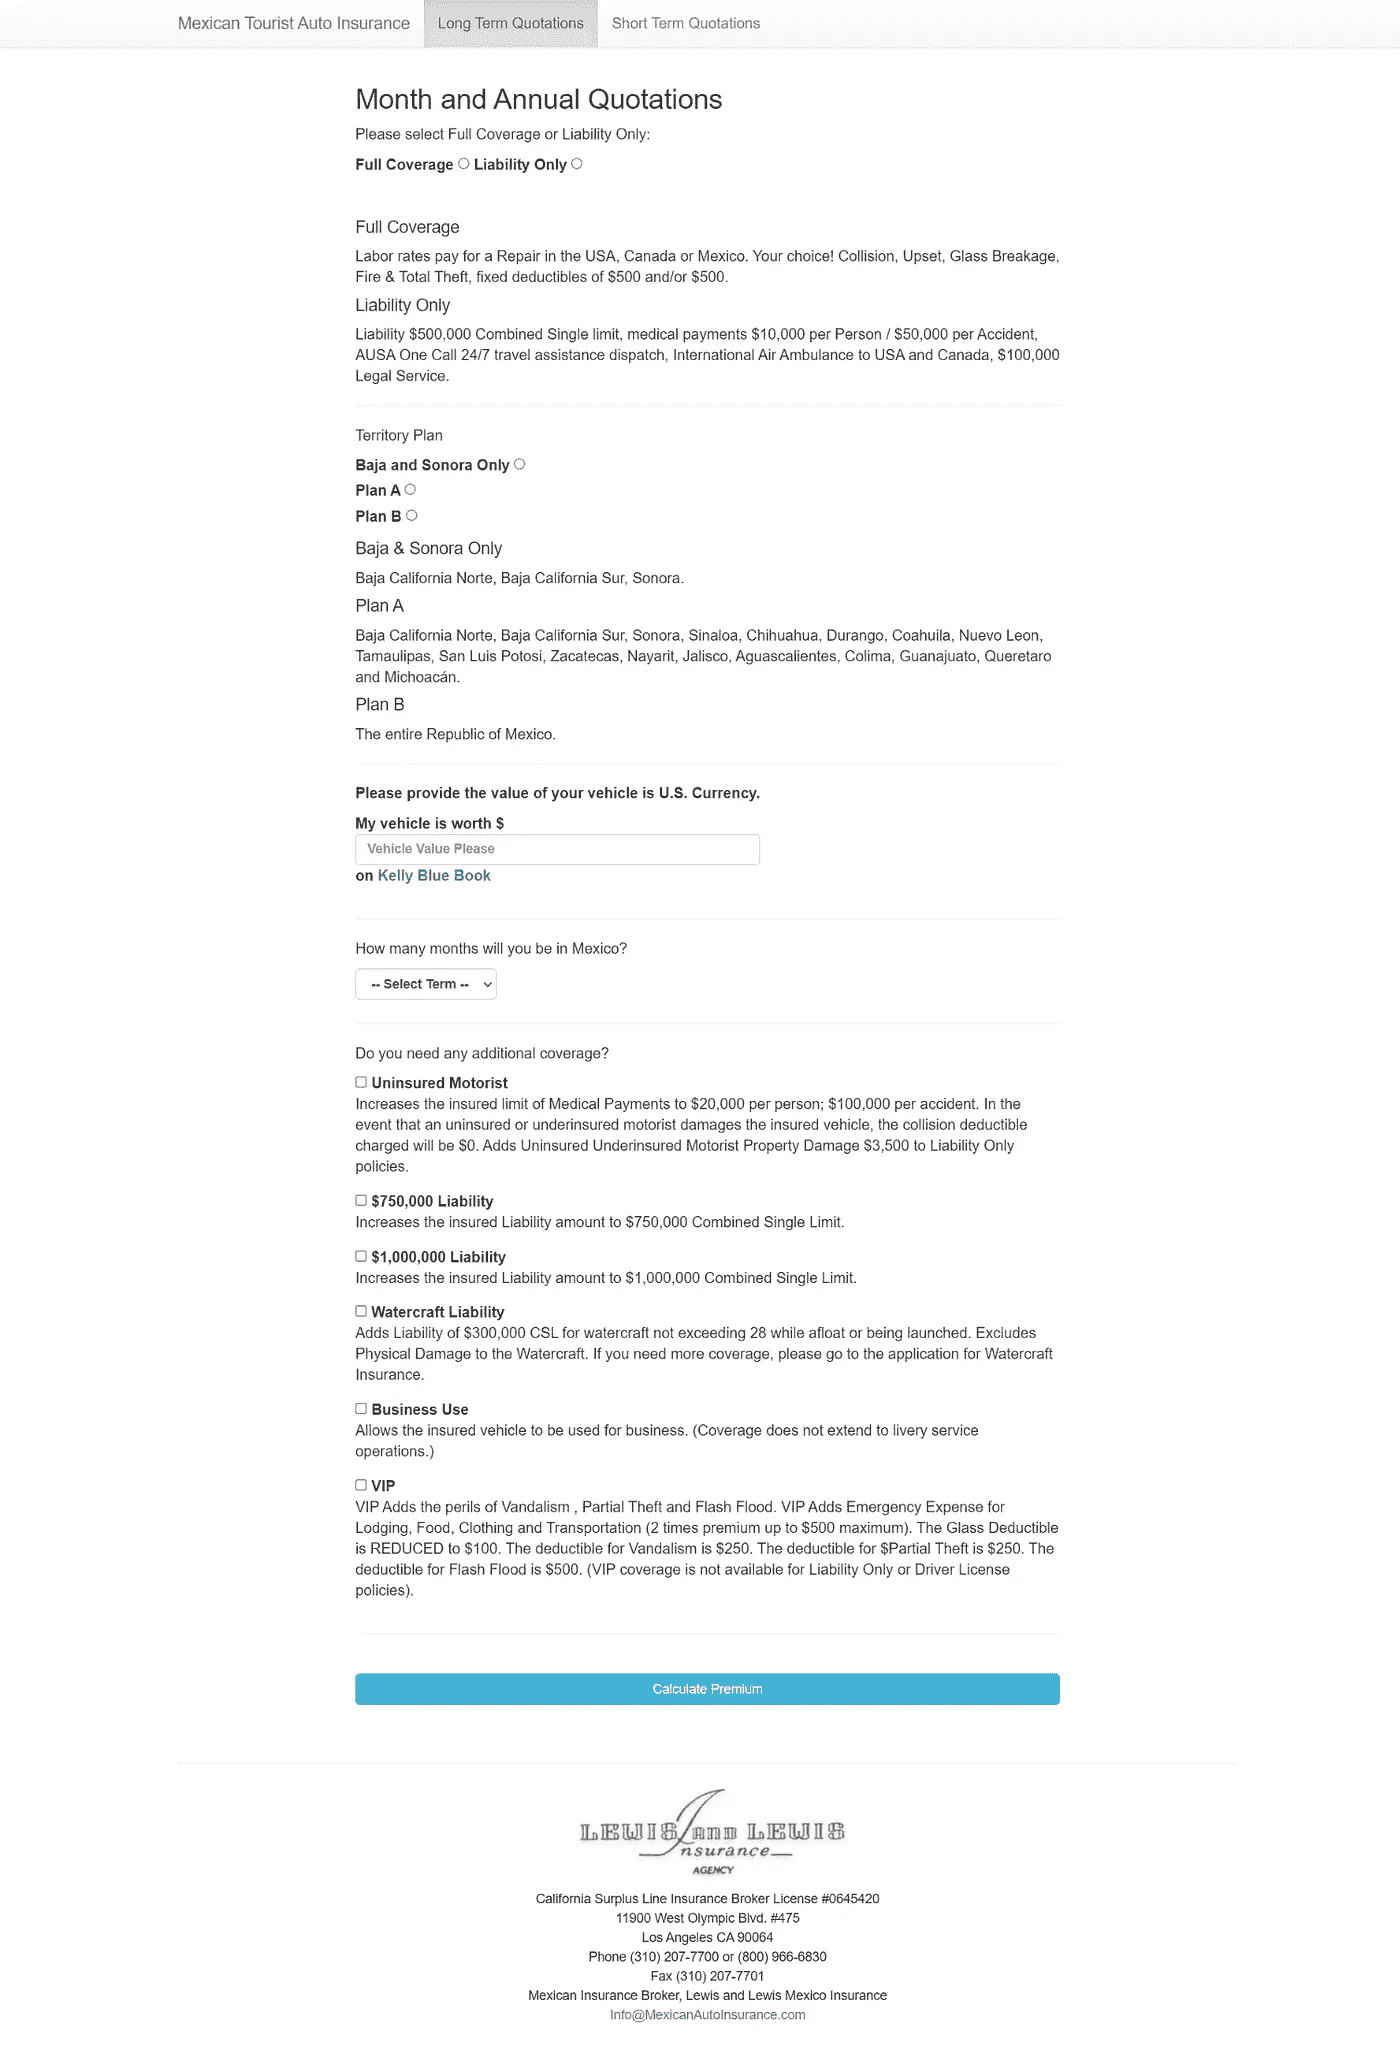 Mexican Tourist Auto Insurance Long Term Quotations Short Term Quotations
Month and Annual Quotations
Please select Full Coverage or Liability Only:
Full Coverage Liability Only
Full Coverage
Labor rates pay for a Repair in the USA, Canada or Mexico. Your choice! Collision, Upset, Glass Breakage,
Fire & Total Theft, fixed deductibles of $500 and/or $500.
Liability Only
Liability $500,000 Combined Single limit, medical payments $10,000 per Person / $50,000 per Accident,
AUSA One Call 24/7 travel assistance dispatch, International Air Ambulance to USA and Canada, $100,000
Legal Service.
Territory Plan
Baja and Sonora Only
Plan A
Plan B
Baja & Sonora Only
Baja California Norte, Baja California Sur, Sonora.
Plan A
Baja California Norte, Baja California Sur, Sonora, Sinaloa, Chihuahua, Durango, Coahuila, Nuevo Leon,
Tamaulipas, San Luis Potosi, Zacatecas, Nayarit, Jalisco, Aguascalientes, Colima, Guanajuato, Queretaro
and Michoacán.
Plan B
The entire Republic of Mexico.
Please provide the value of your vehicle is U.S. Currency.
My vehicle is worth $
Vehicle Value Please
on Kelly Blue Book
How many months will you be in Mexico?
-- Select Term --
Do you need any additional coverage?
Uninsured Motorist
Increases the insured limit of Medical Payments to $20,000 per person; $100,000 per accident. In the
event that an uninsured or underinsured motorist damages the insured vehicle, the collision deductible
charged will be $0. Adds Uninsured Underinsured Motorist Property Damage $3,500 to Liability Only
policies.
$750,000 Liability
Increases the insured Liability amount to $750,000 Combined Single Limit.
$1,000,000 Liability
Increases the insured Liability amount to $1,000,000 Combined Single Limit.
Watercraft Liability
Adds Liability of $300,000 CSL for watercraft not exceeding 28 while afloat or being launched. Excludes
Physical Damage to the Watercraft. If you need more coverage, please go to the application for Watercraft
Insurance.
Business Use
Allows the insured vehicle to be used for business. (Coverage does not extend to livery service
operations.)
VIP
VIP Adds the perils of Vandalism , Partial Theft and Flash Flood. VIP Adds Emergency Expense for
Lodging, Food, Clothing and Transportation (2 times premium up to $500 maximum). The Glass Deductible
is REDUCED to $100. The deductible for Vandalism is $250. The deductible for $Partial Theft is $250. The
deductible for Flash Flood is $500. (VIP coverage is not available for Liability Only or Driver License
policies).
Calculate Premium
LEWIS and LEWIS
Insurance
AGENCY
California Surplus Line Insurance Broker License #0645420
11900 West Olympic Blvd. #475
Los Angeles CA 90064
Phone (310) 207-7700 or (800) 966-6830
Fax (310) 207-7701
Mexican Insurance Broker, Lewis and Lewis Mexico Insurance
Info@MexicanAutoInsurance.com